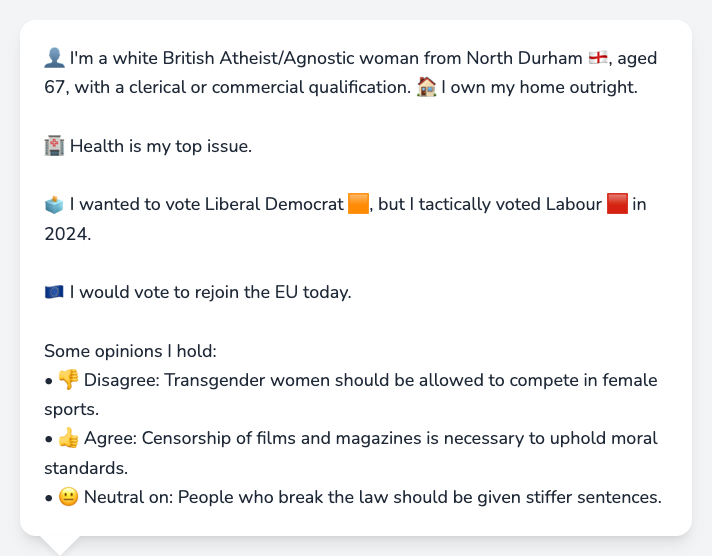 👤 I'm a white British Atheist/Agnostic woman from North Durham 🏴󠁧󠁢󠁥󠁮󠁧󠁿, aged
67, with a clerical or commercial qualification. 🏠 I own my home outright.
🏥 Health is my top issue.
🗳️ I wanted to vote Liberal Democrat 🟧, but I tactically voted Labour 🟥 in
2024.
🇪🇺 I would vote to rejoin the EU today.
Some opinions I hold:
• 👎 Disagree: Transgender women should be allowed to compete in female
sports.
• 👍 Agree: Censorship of films and magazines is necessary to uphold moral
standards.
• 😐 Neutral on: People who break the law should be given stiffer sentences.